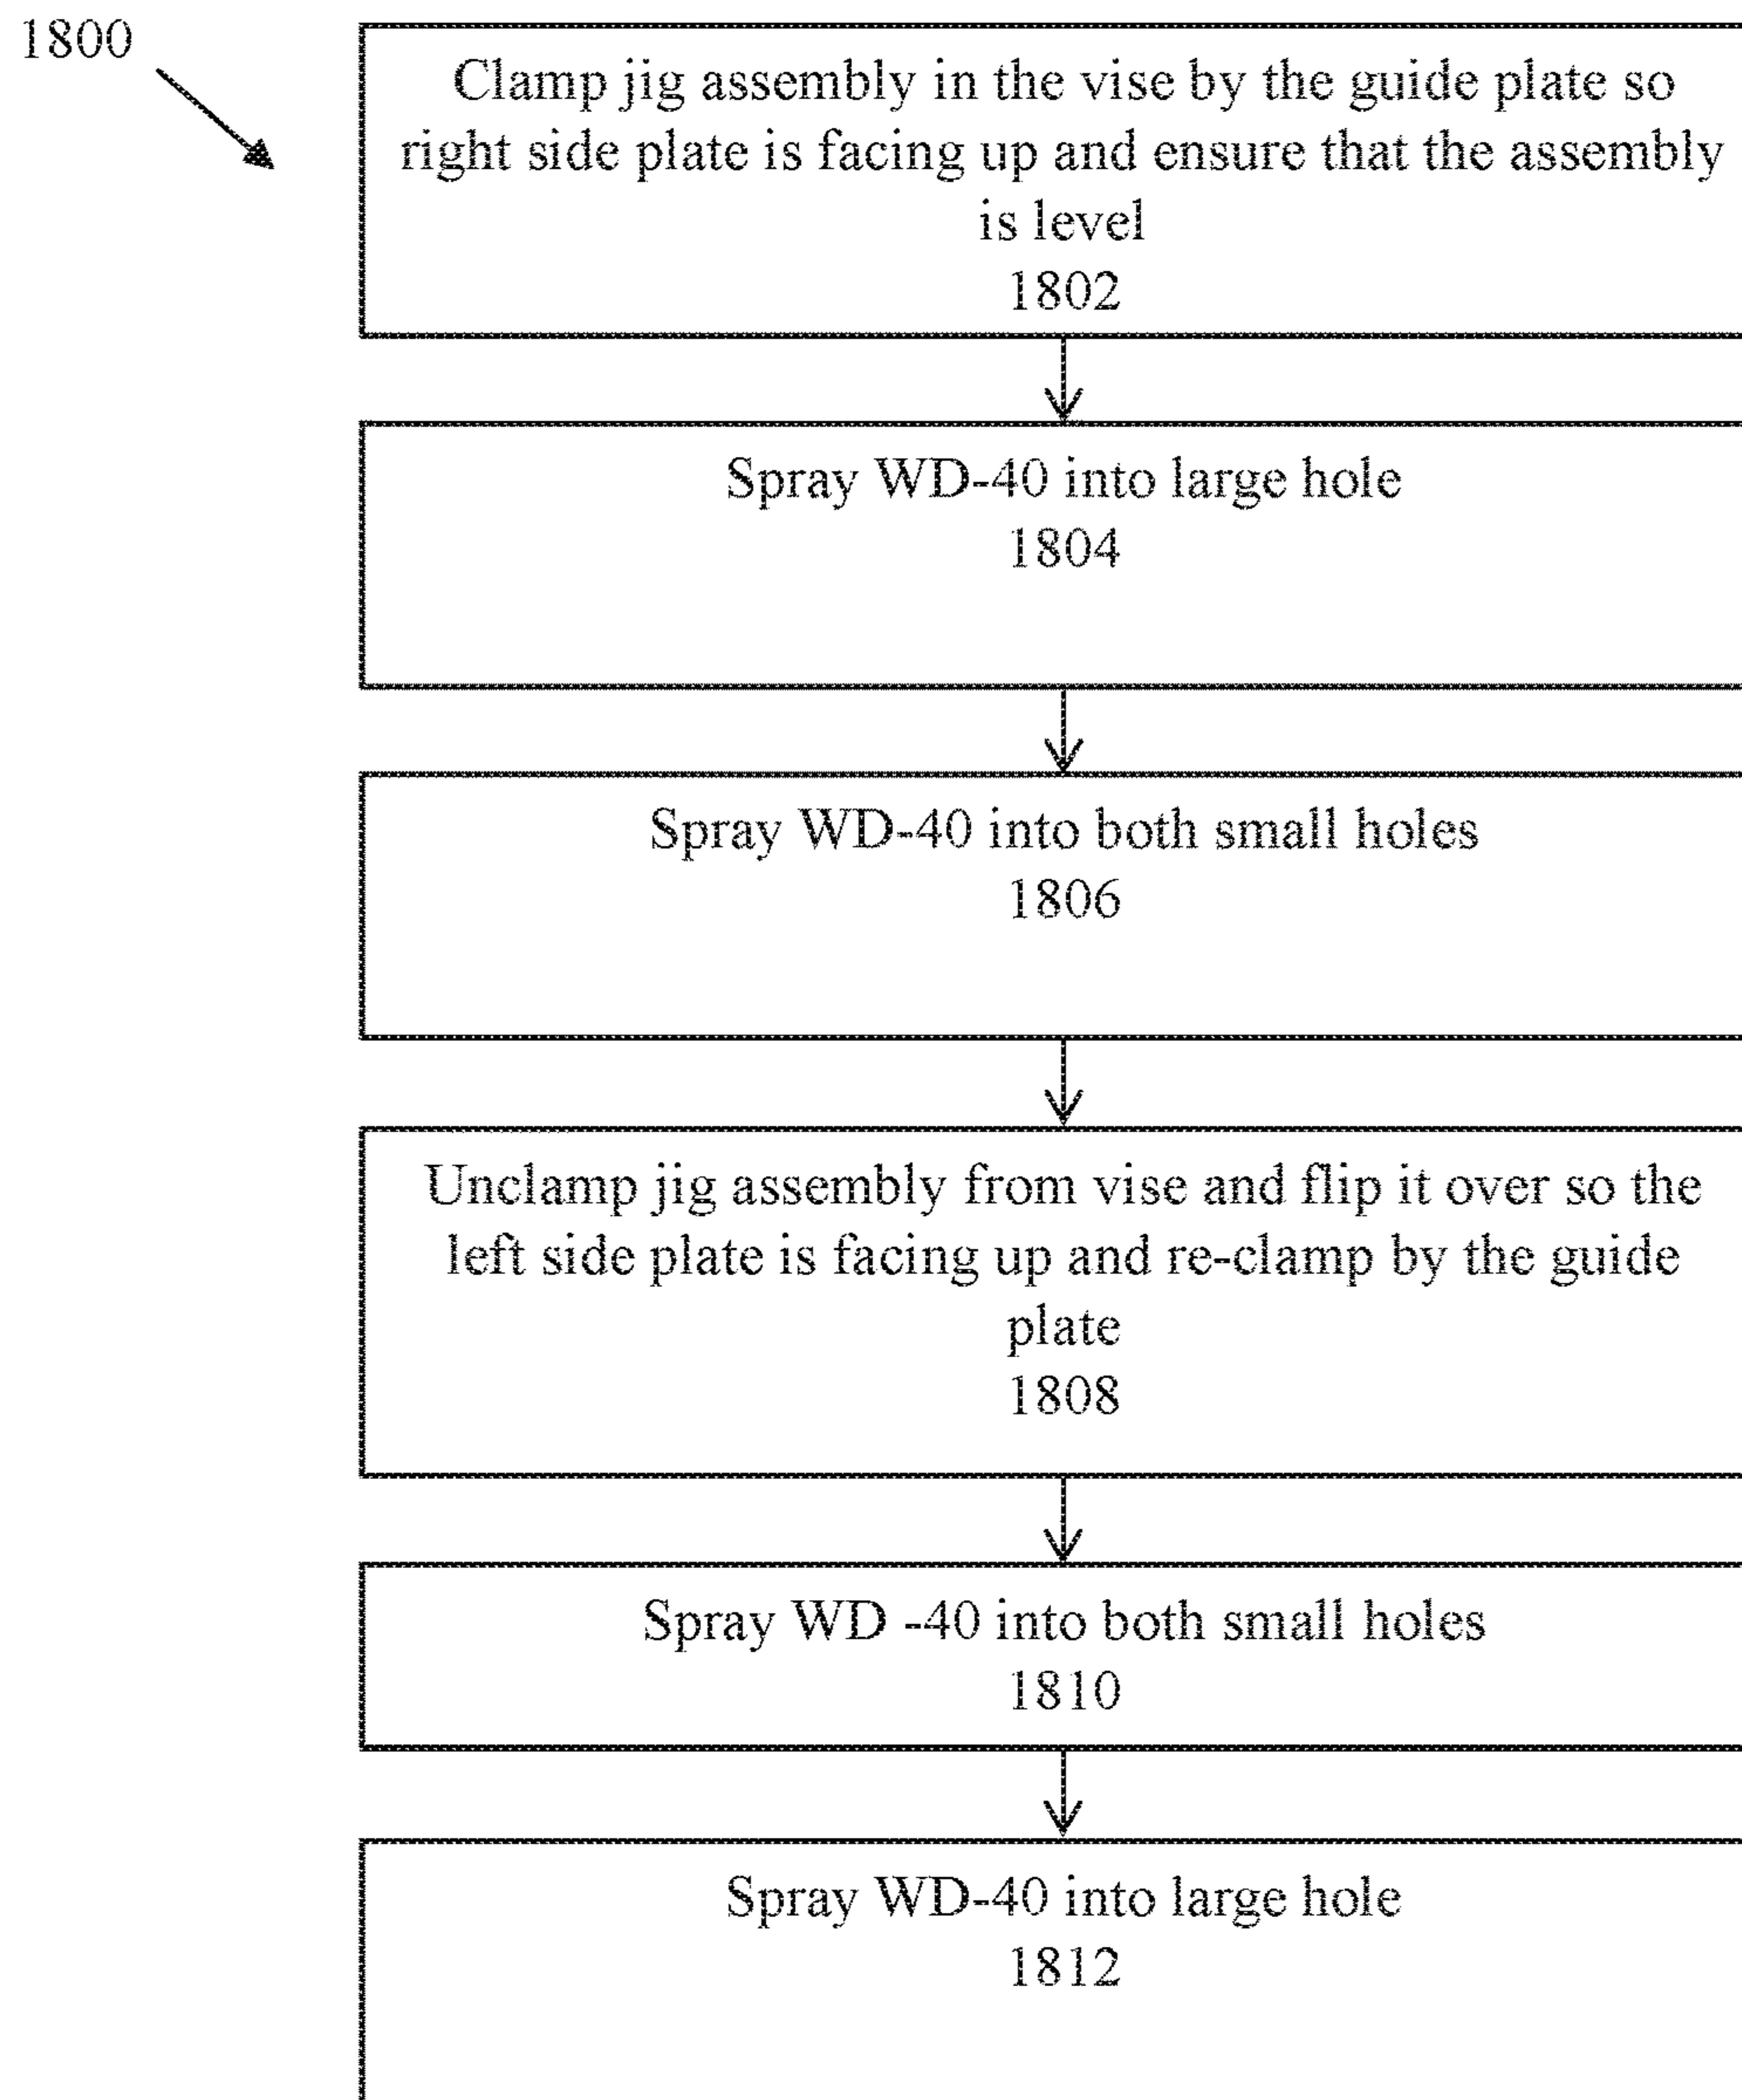 1800
Clamp jig assembly in the vise by the guide plate so
right side plate is facing up and ensure that the assembly
is level
1802
Spray WD-40 into large hole
1804
Spray WD-40 into both small holes
1806
Unclamp jig assembly from vise and flip it over so the
left side plate is facing up and re-clamp by the guide
plate
1808
Spray WD -40 into both small holes
1810
Spray WD-40 into large hole
1812